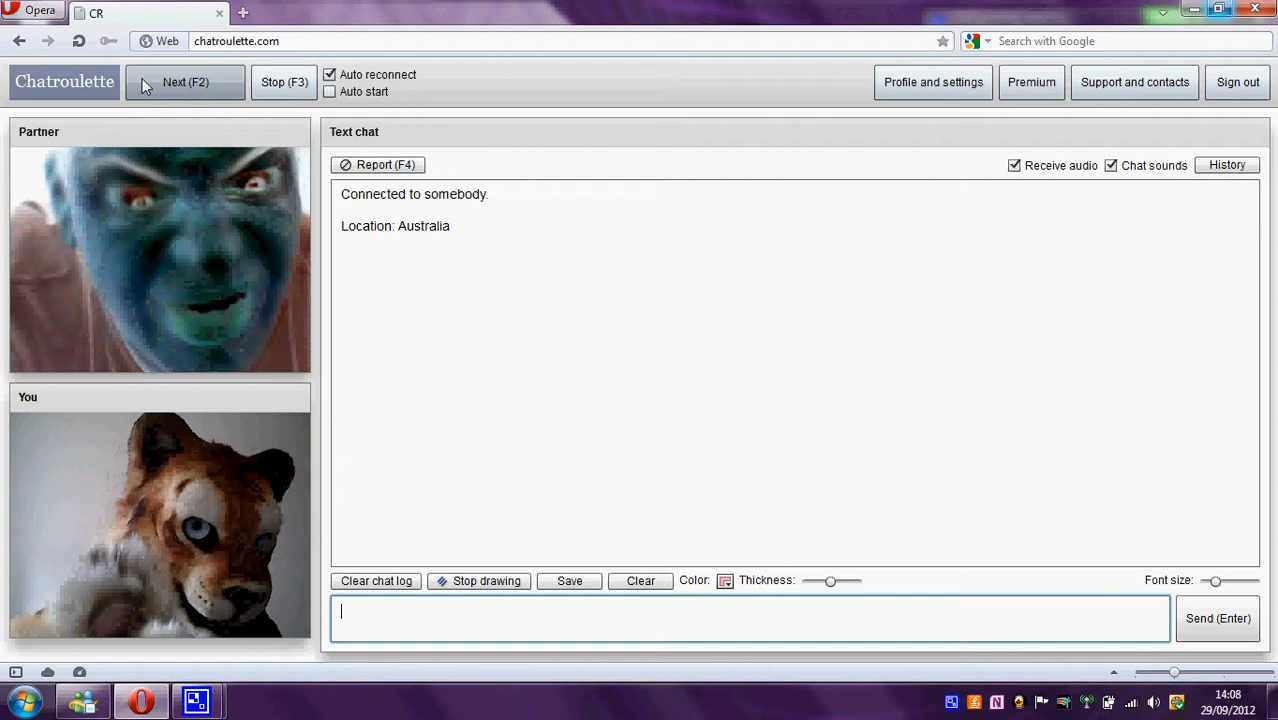 Opera
CR
Web
chatroulette.com
Search with Google
Chatroulette
Next (F2)
Stop (F3)
Auto reconnect
Auto start
Profile and settings
Premium
Support and contacts
Sign out
Partner
Text chat
Report (F4)
Receive audio
Chat sounds
History
Connected to somebody.
Location: Australia
You
Clear chat log
Stop drawing
Save
Clear
Color:
Thickness:
Font size:
Send (Enter)
N
14:08
29/09/2012